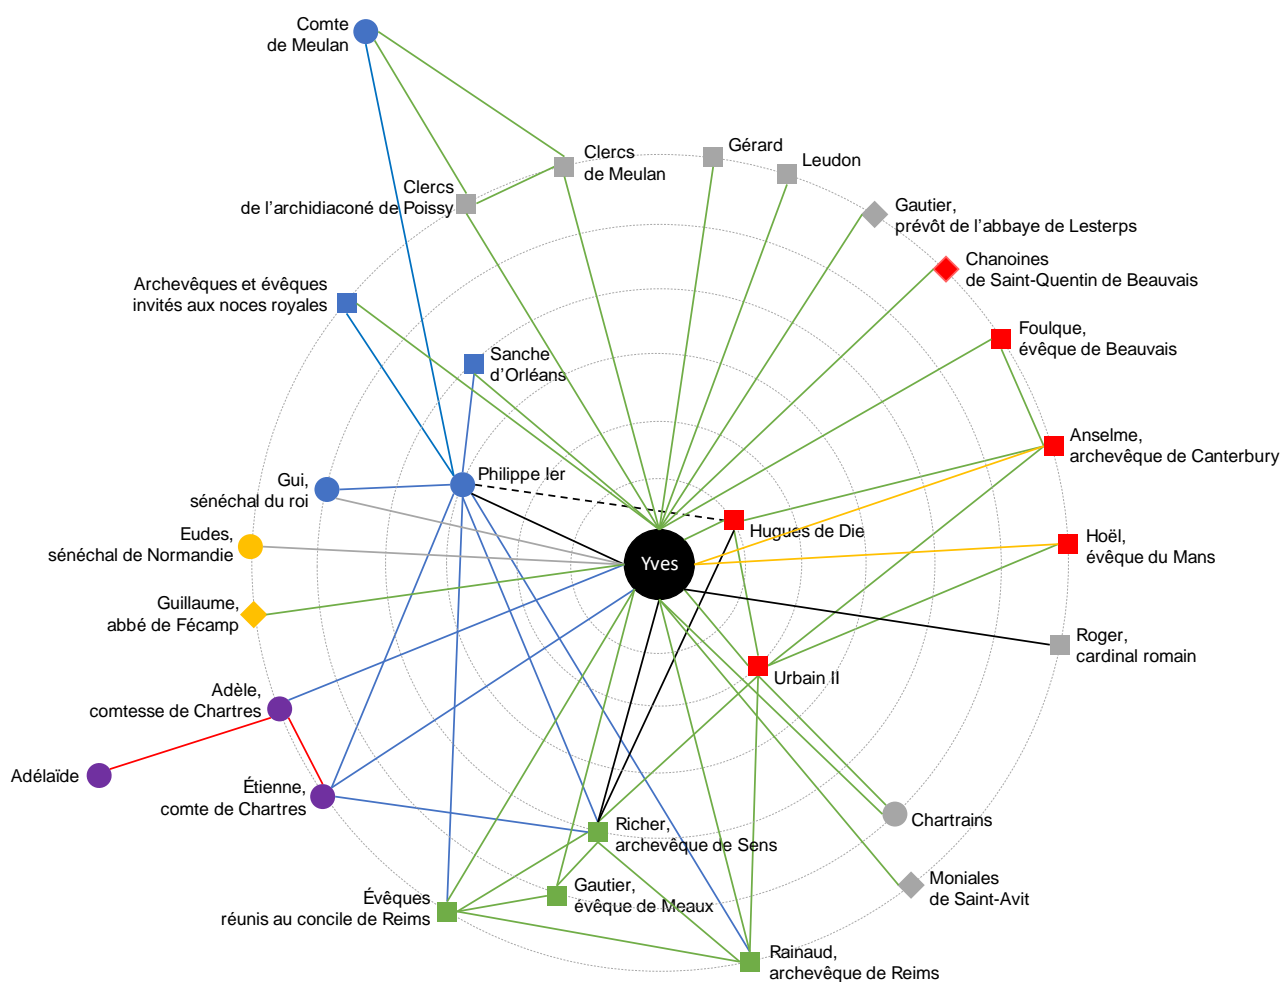 Comte
de Meulan
Clercs
de Meulan
Gérard
Leudon
Clercs
de l'archidiaconé de Poissy
Gautier,
prévôt de l'abbaye de Lesterps
Chanoines
de Saint-Quentin de Beauvais
Archevêques et évêques
invités aux noces royales
Foulque,
évêque de Beauvais
Sanche
d'Orléans
Anselme,
archevêque de Canterbury
Philippe Ier
Gui,
sénéchal du roi
Hugues de Die
Eudes,
sénéchal de Normandie
Hoël,
évêque du Mans
Yves
Guillaume,
abbé de Fécamp
Roger,
cardinal romain
Urbain II
Adèle,
comtesse de Chartres
Adélaïde
Étienne,
comte de Chartres
Richer,
archevêque de Sens
Chartrains
Gautier,
évêque de Meaux
Moniales
de Saint-Avit
Évêques
réunis au concile de Reims
Rainaud,
archevêque de Reims